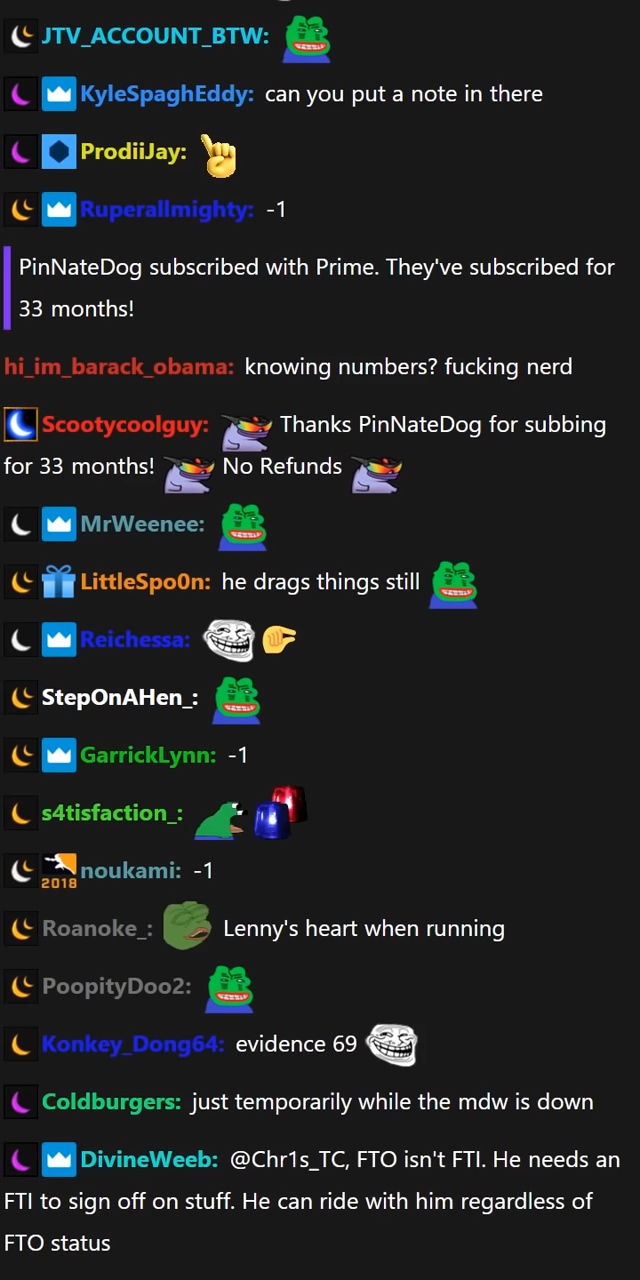 JTV_ACCOUNT_BTW:
KyleSpaghEddy: can you put a note in there
ProdiiJay:
Ruperallmighty: -1
PinNateDog subscribed with Prime. They've subscribed for
33 months!
hi_im_barack_obama: knowing numbers? fucking nerd
Scootycoolguy: Thanks PinNateDog for subbing
for 33 months! No Refunds
MrWeenee:
LittleSpo0n: he drags things still
Reichessa:
StepOnAHen_:
GarrickLynn: -1
s4tisfaction_:
2018 noukami: -1
Roanoke_: Lenny's heart when running
PoopityDoo2:
Konkey_Dong64: evidence 69
Coldburgers: just temporarily while the mdw is down
DivineWeeb: @Chr1s_TC, FTO isn't FTI. He needs an
FTI to sign off on stuff. He can ride with him regardless of
FTO status